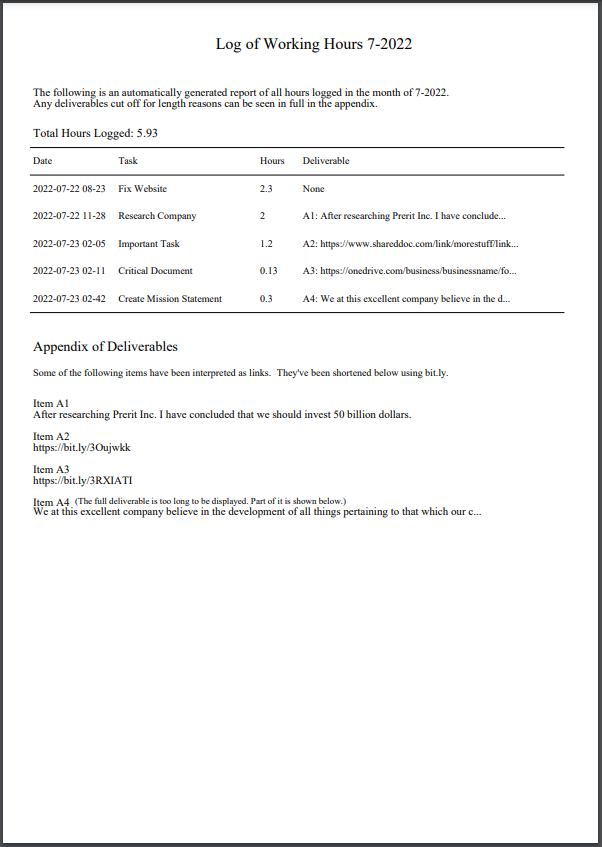 Log of Working Hours 7-2022
The following is an automatically generated report of all hours logged in the month of 7-2022.
Any deliverables cut off for length reasons can be seen in full in the appendix.
Total Hours Logged: 5.93
Date Task Hours Deliverable
2022-07-22 08-23 Fix Website 2.3 None
2022-07-22 11-28 Research Company 2 A1: After researching Prerit Inc. I have conclude...
2022-07-23 02-05 Important Task 1.2 A2: https://www.shareddoc.com/link/morestuff/link...
2022-07-23 02-11 Critical Document 0.13 A3: https://onedrive.com/business/businessname/fo...
2022-07-23 02-42 Create Mission Statement 0.3 A4: We at this excellent company believe in the d...
Appendix of Deliverables
Some of the following items have been interpreted as links. They've been shortened below using bit.ly.
Item A1
After researching Prerit Inc. I have concluded that we should invest 50 billion dollars.
Item A2
https://bit.ly/3Oujwkk
Item A3
https://bit.ly/3RXIATI
Item A4 (The full deliverable is too long to be displayed. Part of it is shown below.)
We at this excellent company believe in the development of all things pertaining to that which our c...